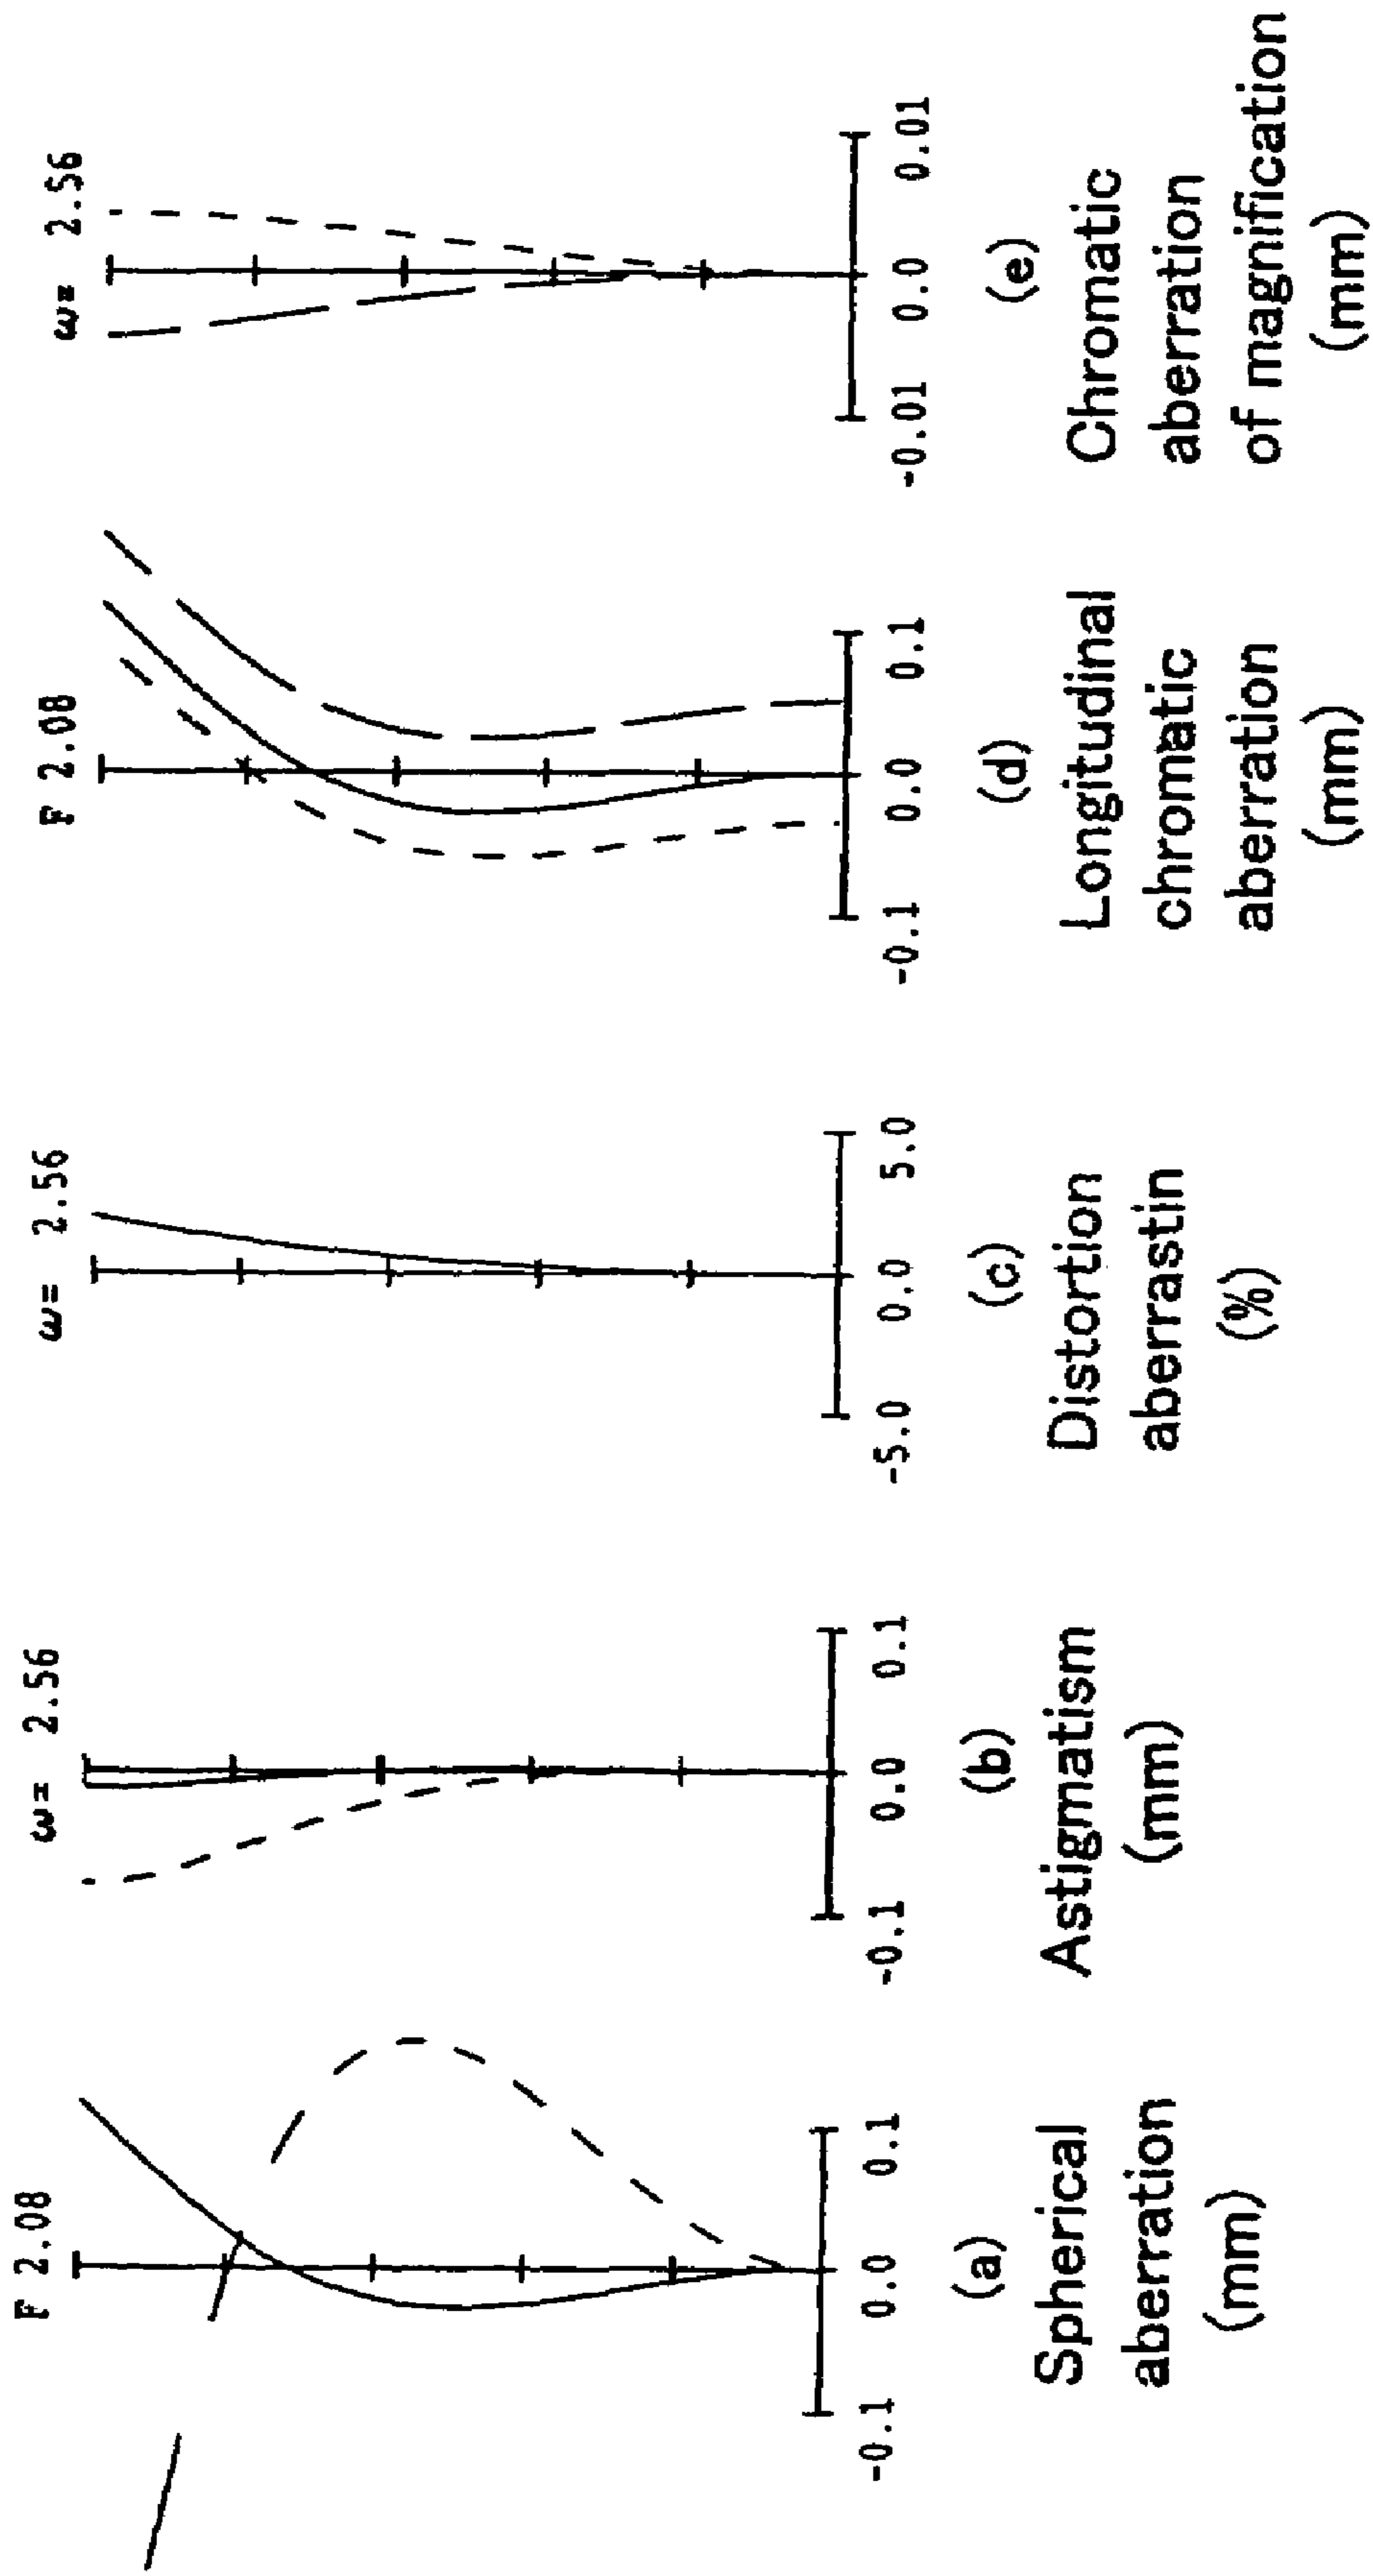 F 2.08
-0.1 0.0 0.1
(a)
Spherical
aberration
(mm)
ω= 2.56
-0.1 0.0 0.1
(b)
Astigmatism
(mm)
ω= 2.56
-5.0 0.0 5.0
(c)
Distortion
aberrastin
(%)
F 2.08
-0.1 0.0 0.1
(d)
Longitudinal
chromatic
aberration
(mm)
ω= 2.56
-0.01 0.0 0.01
(e)
Chromatic
aberration
of magnification
(mm)